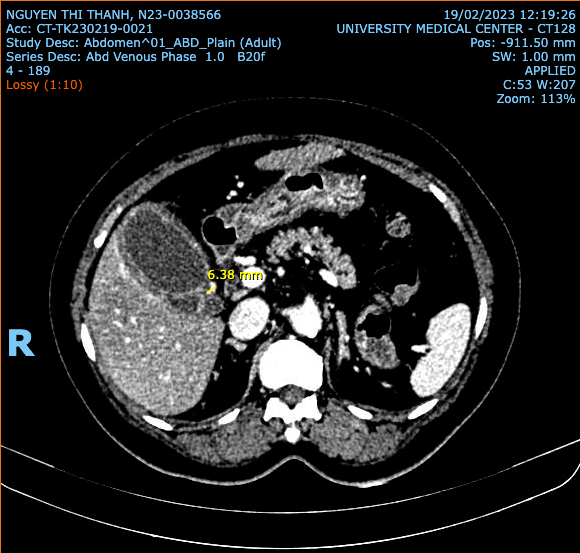 NGUYEN THI THANH, N23-0038566
Acc: CT-TK230219-0021
Study Desc: Abdomen^01_ABD_Plain (Adult)
Series Desc: Abd Venous Phase  1.0  B20f
4 - 189
Lossy (1:10)
19/02/2023 12:19:26
UNIVERSITY MEDICAL CENTER - CT128
Pos: -911.50 mm
SW: 1.00 mm
APPLIED
C:53 W:207
Zoom: 113%
6.38 mm
R